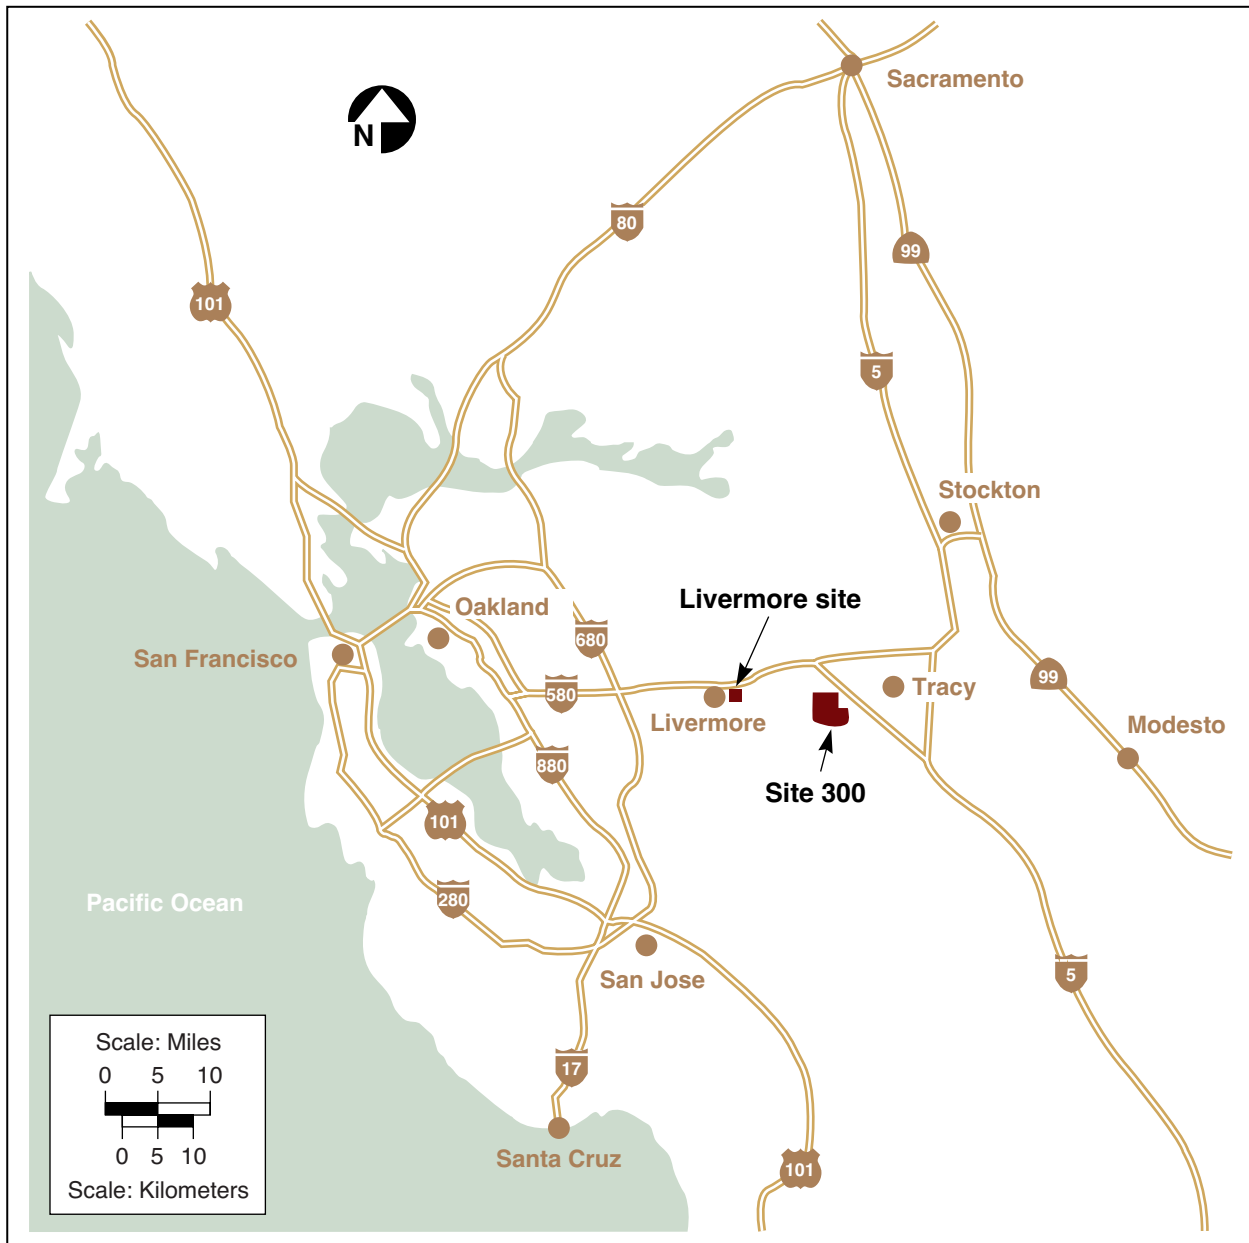 Sacramento
N
80
99
101
5
Stockton
Livermore site
Oakland
680
San Francisco
580
Livermore
Tracy
99
Modesto
880
Site 300
101
280
Pacific Ocean
San Jose
5
17
Santa Cruz
101
Scale: Miles
0 5 10
0 5 10
Scale: Kilometers